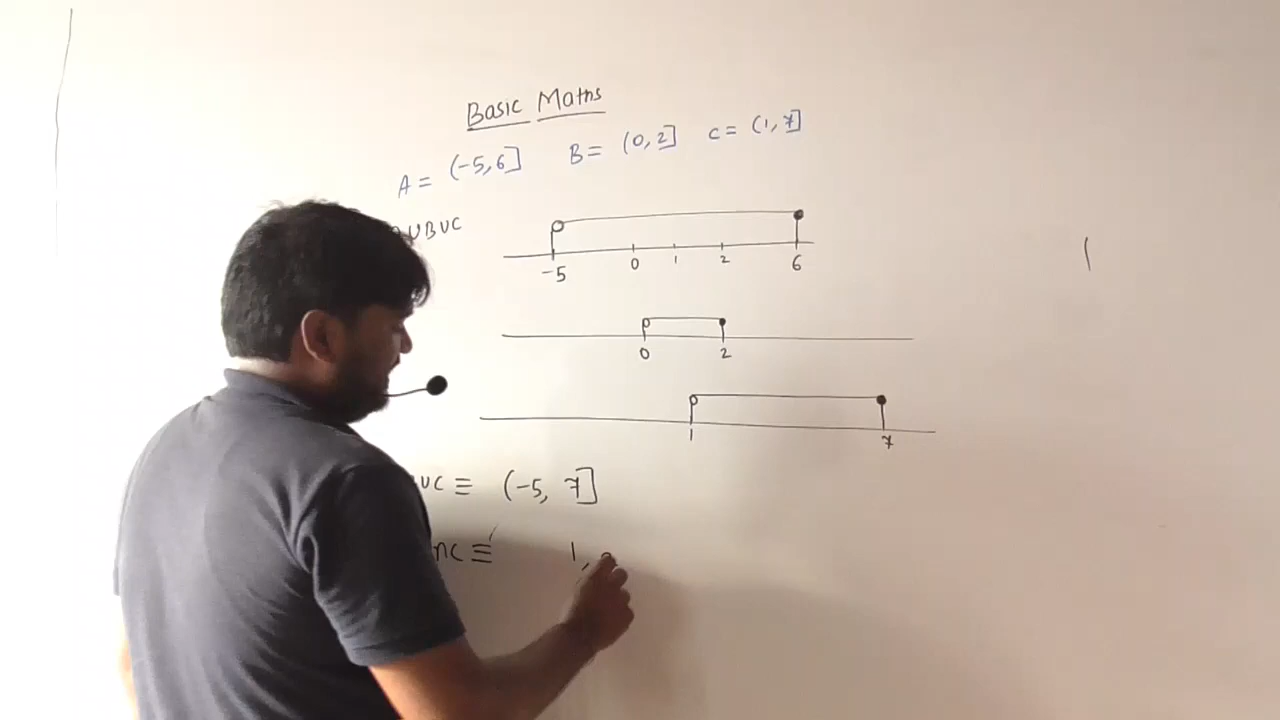 Basic Maths
A = (-5,6] B = (0,2] C = (1,7]
UBUC
-5 0 1 2 6
0 2
1 7
UC ≡ (-5, 7]
∩C ≡ 1,